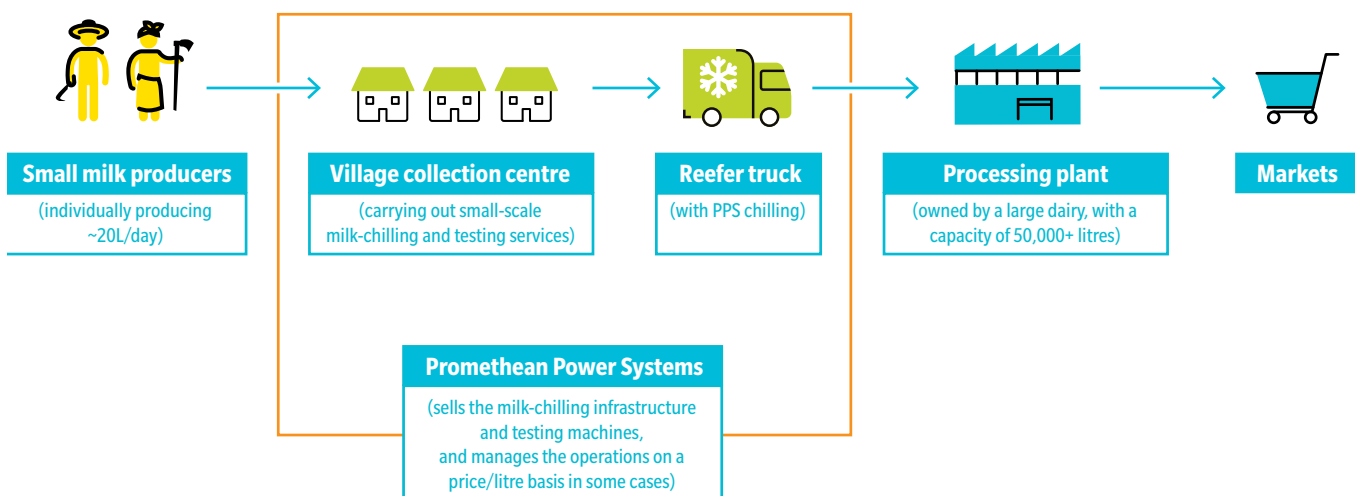 Small milk producers
(individually producing
~20L/day)
Village collection centre
(carrying out small-scale
milk-chilling and testing services)
Reefer truck
(with PPS chilling)
Processing plant
(owned by a large dairy, with a
capacity of 50,000+ litres)
Markets
Promethean Power Systems
(sells the milk-chilling infrastructure
and testing machines,
and manages the operations on a
price/litre basis in some cases)